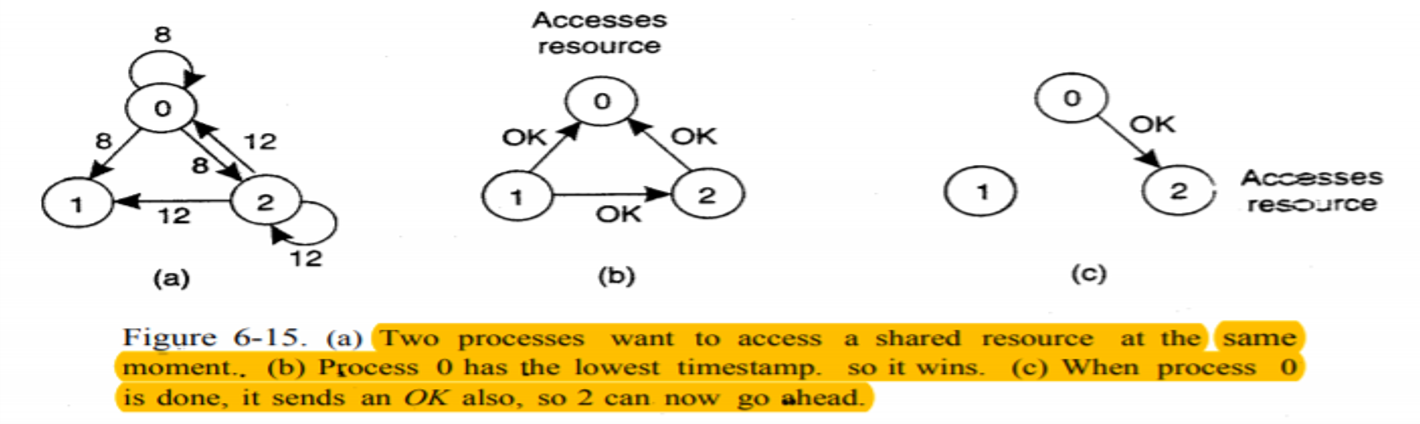 8
0
8
8
12
1
12
2
12
(a)
Accesses
resource
0
OK
OK
1
OK
2
(b)
0
OK
1
2
Accesses
resource
(c)
Figure 6-15. (a) Two processes want to access a shared resource at the same
moment.. (b) Process 0 has the lowest timestamp. so it wins. (c) When process 0
is done, it sends an OK also, so 2 can now go ahead.